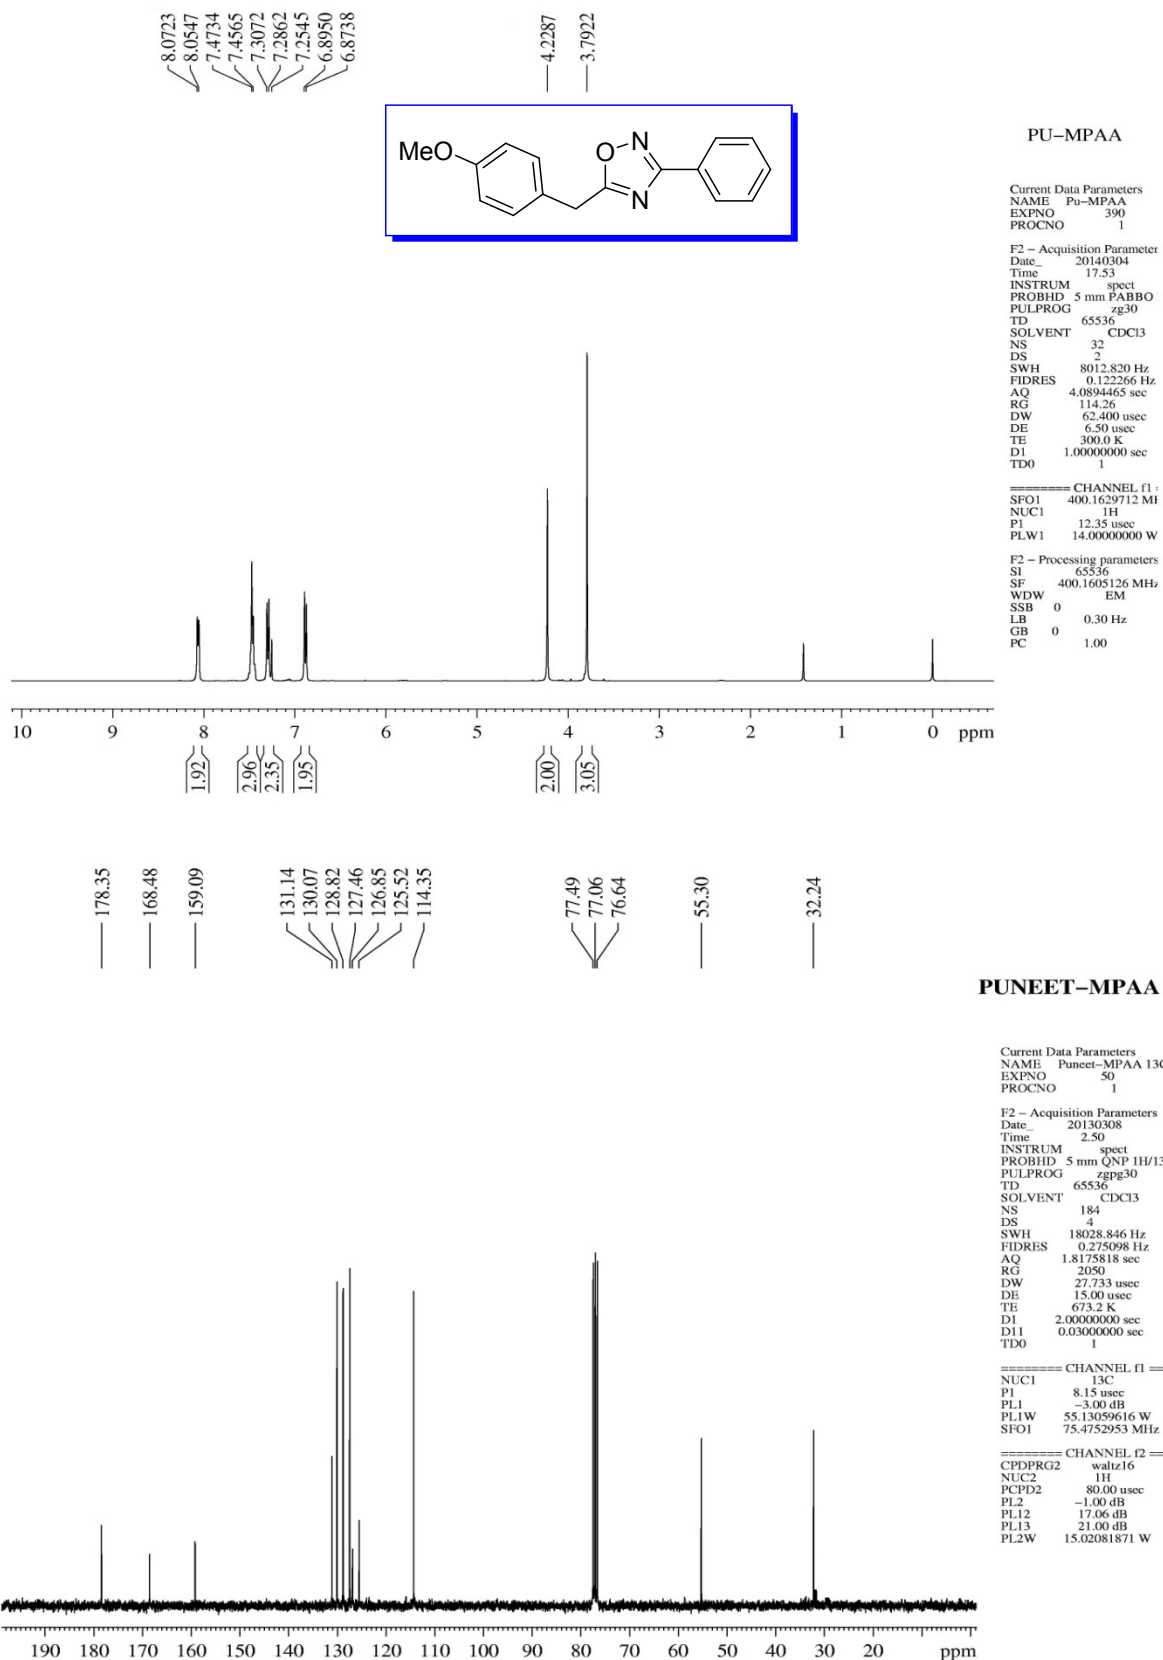 8.0723
8.0547
7.4734
7.4565
7.3072
7.2862
7.2545
6.8950
6.8738
4.2287
3.7922
MeO
O
N
N
PU−MPAA
Current Data Parameters
NAME Pu−MPAA
EXPNO 390
PROCNO 1
F2 − Acquisition Parameter
Date_ 20140304
Time 17.53
INSTRUM spect
PROBHD 5 mm PABBO
PULPROG zg30
TD 65536
SOLVENT CDCl3
NS 32
DS 2
SWH 8012.820 Hz
FIDRES 0.122266 Hz
AQ 4.0894465 sec
RG 114.26
DW 62.400 usec
DE 6.50 usec
TE 300.0 K
D1 1.00000000 sec
TD0 1
======== CHANNEL f1
SFO1 400.1629712 MH
NUC1 1H
P1 12.35 usec
PLW1 14.00000000 W
F2 − Processing parameters
SI 65536
SF 400.1605126 MHz
WDW EM
SSB 0
LB 0.30 Hz
GB 0
PC 1.00
10 9 8 7 6 5 4 3 2 1 0 ppm
1.92
2.96
2.35
1.95
2.00
3.05
178.35
168.48
159.09
131.14
130.07
128.82
127.46
126.85
125.52
114.35
77.49
77.06
76.64
55.30
32.24
PUNEET−MPAA
Current Data Parameters
NAME Puneet−MPAA 13C
EXPNO 50
PROCNO 1
F2 − Acquisition Parameters
Date_ 20130308
Time 2.50
INSTRUM spect
PROBHD 5 mm QNP 1H/13
PULPROG zgpg30
TD 65536
SOLVENT CDCl3
NS 184
DS 4
SWH 18028.846 Hz
FIDRES 0.275098 Hz
AQ 1.8175818 sec
RG 2050
DW 27.733 usec
DE 15.00 usec
TE 673.2 K
D1 2.00000000 sec
D11 0.03000000 sec
TD0 1
======== CHANNEL f1 ==
NUC1 13C
P1 8.15 usec
PL1 −3.00 dB
PL1W 55.13059616 W
SFO1 75.4752953 MHz
======== CHANNEL f2 ==
CPDPRG2 waltz16
NUC2 1H
PCPD2 80.00 usec
PL2 −1.00 dB
PL12 17.06 dB
PL13 21.00 dB
PL2W 15.02081871 W
190 180 170 160 150 140 130 120 110 100 90 80 70 60 50 40 30 20 ppm